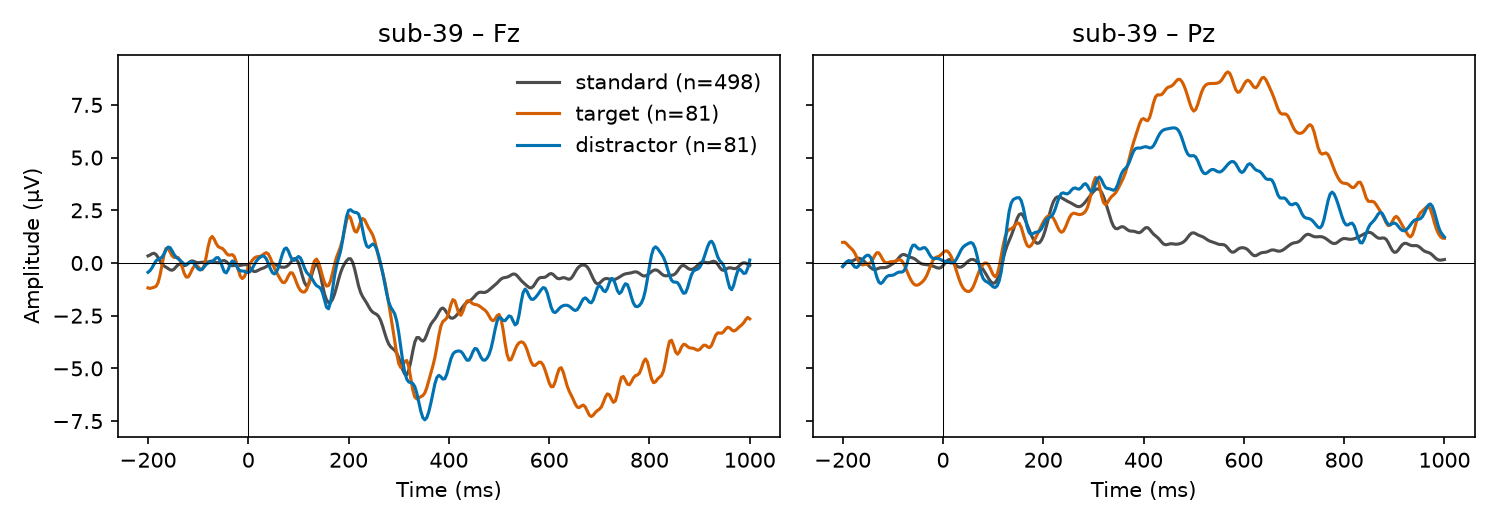 sub-39 – Fz
sub-39 – Pz
standard (n=498)
target (n=81)
distractor (n=81)
Amplitude (µV)
7.5
5.0
2.5
0.0
−2.5
−5.0
−7.5
−200 0 200 400 600 800 1000
−200 0 200 400 600 800 1000
Time (ms)
Time (ms)